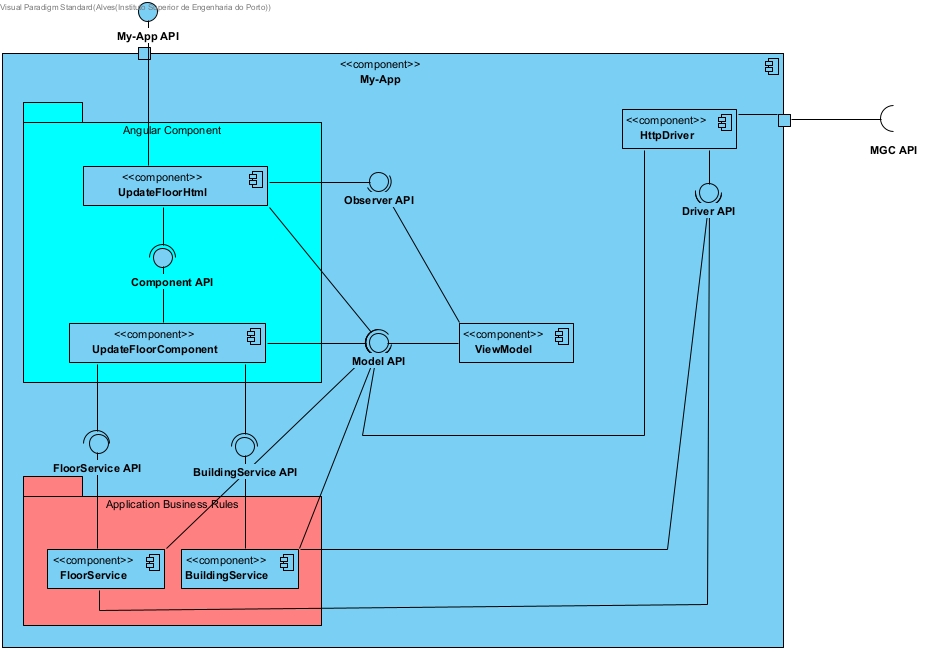 Visual Paradigm Standard(Alves(Instituto Superior de Engenharia do Porto))
My-App API
<<component>>
My-App
Angular Component
<<component>>
HttpDriver
MGC API
<<component>>
UpdateFloorHtml
Observer API
Driver API
Component API
<<component>>
UpdateFloorComponent
Model API
<<component>>
ViewModel
FloorService API
BuildingService API
Application Business Rules
<<component>>
FloorService
<<component>>
BuildingService